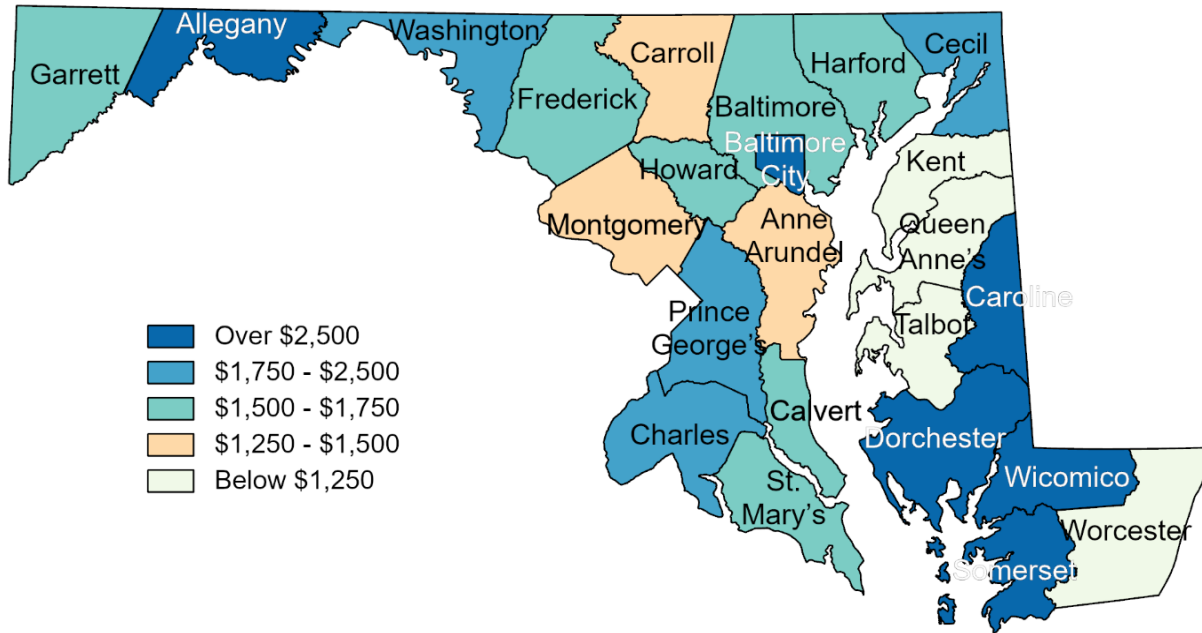 Allegany
Washington
Garrett
Carroll
Cecil
Harford
Frederick
Baltimore
Baltimore
City
Howard
Kent
Montgomery
Anne
Arundel
Queen
Anne's
Caroline
Prince
George's
Talbot
Over $2,500
$1,750 - $2,500
$1,500 - $1,750
$1,250 - $1,500
Below $1,250
Calvert
Charles
Dorchester
St.
Mary's
Wicomico
Worcester
Somerset